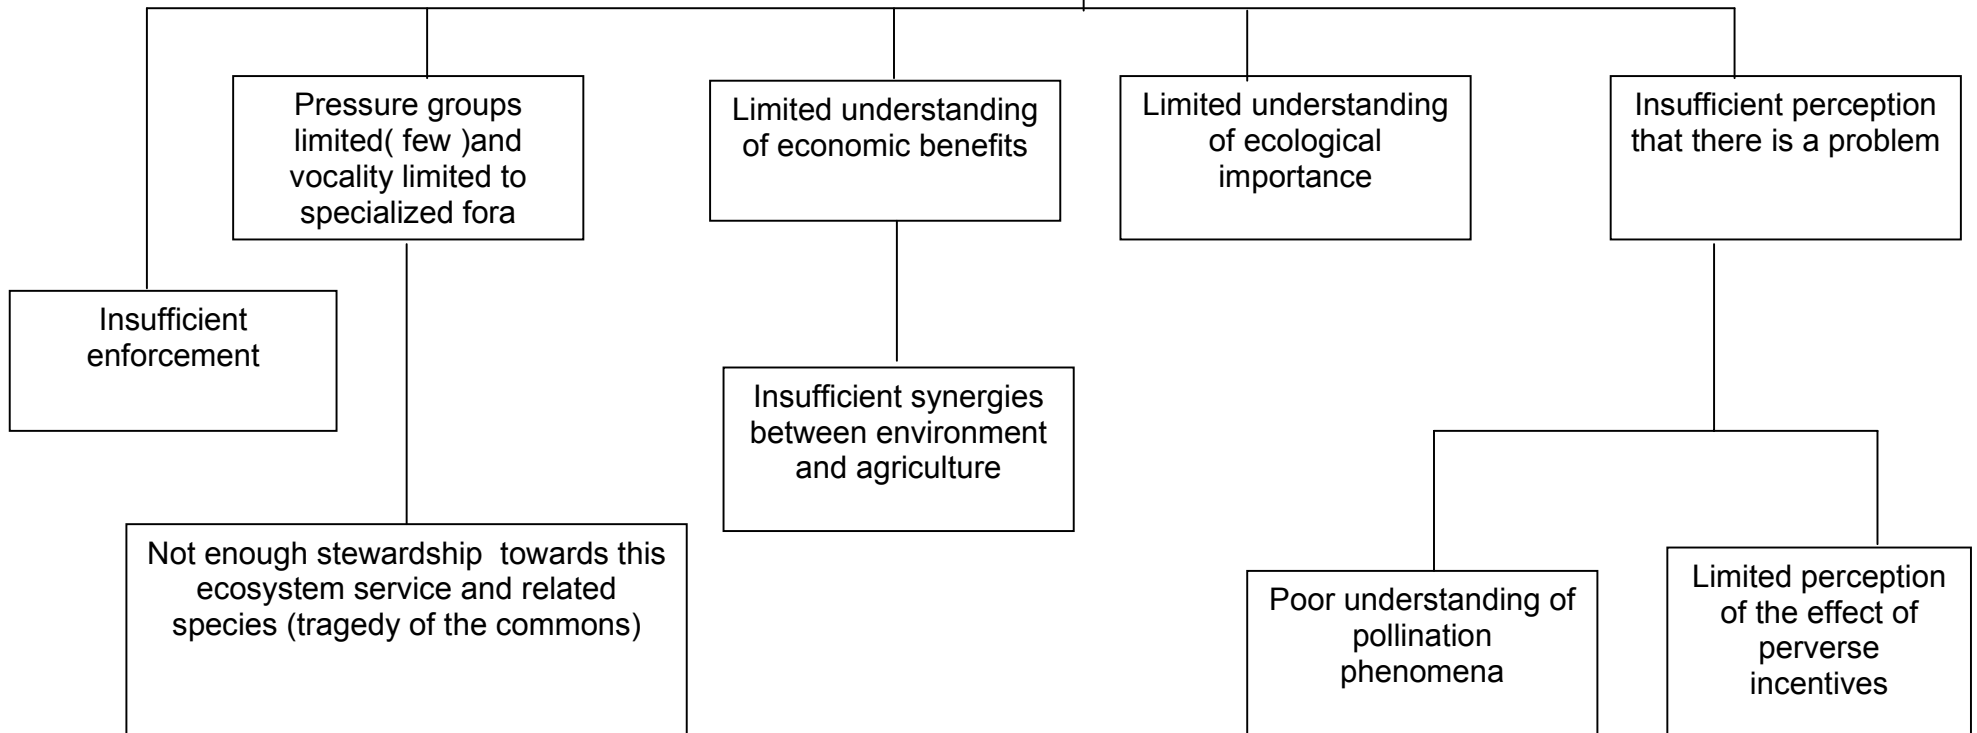 Pressure groups
limited( few )and
vocality limited to
specialized fora
Limited understanding
of economic benefits
Limited understanding
of ecological
importance
Insufficient perception
that there is a problem
Insufficient
enforcement
Insufficient synergies
between environment
and agriculture
Not enough stewardship  towards this
ecosystem service and related
species (tragedy of the commons)
Poor understanding of
pollination
phenomena
Limited perception
of the effect of
perverse
incentives